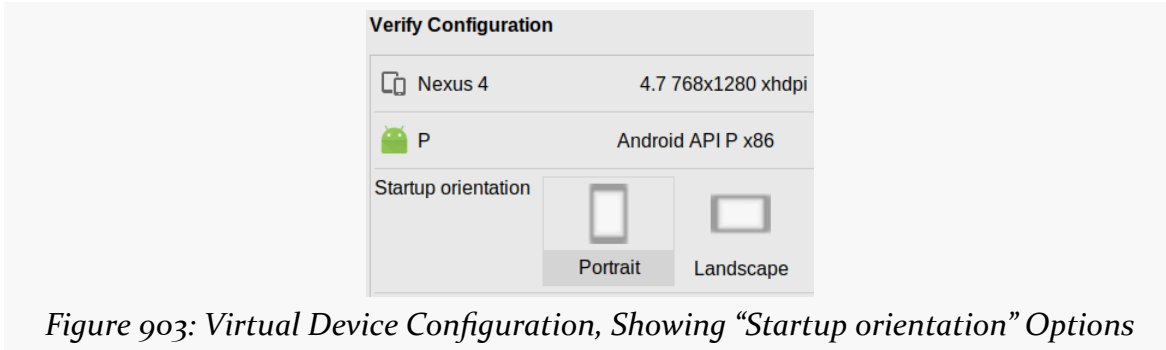 Verify Configuration
Nexus 4 4.7 768x1280 xhdpi
P Android API P x86
Startup orientation
Portrait Landscape
Figure 903: Virtual Device Configuration, Showing “Startup orientation” Options